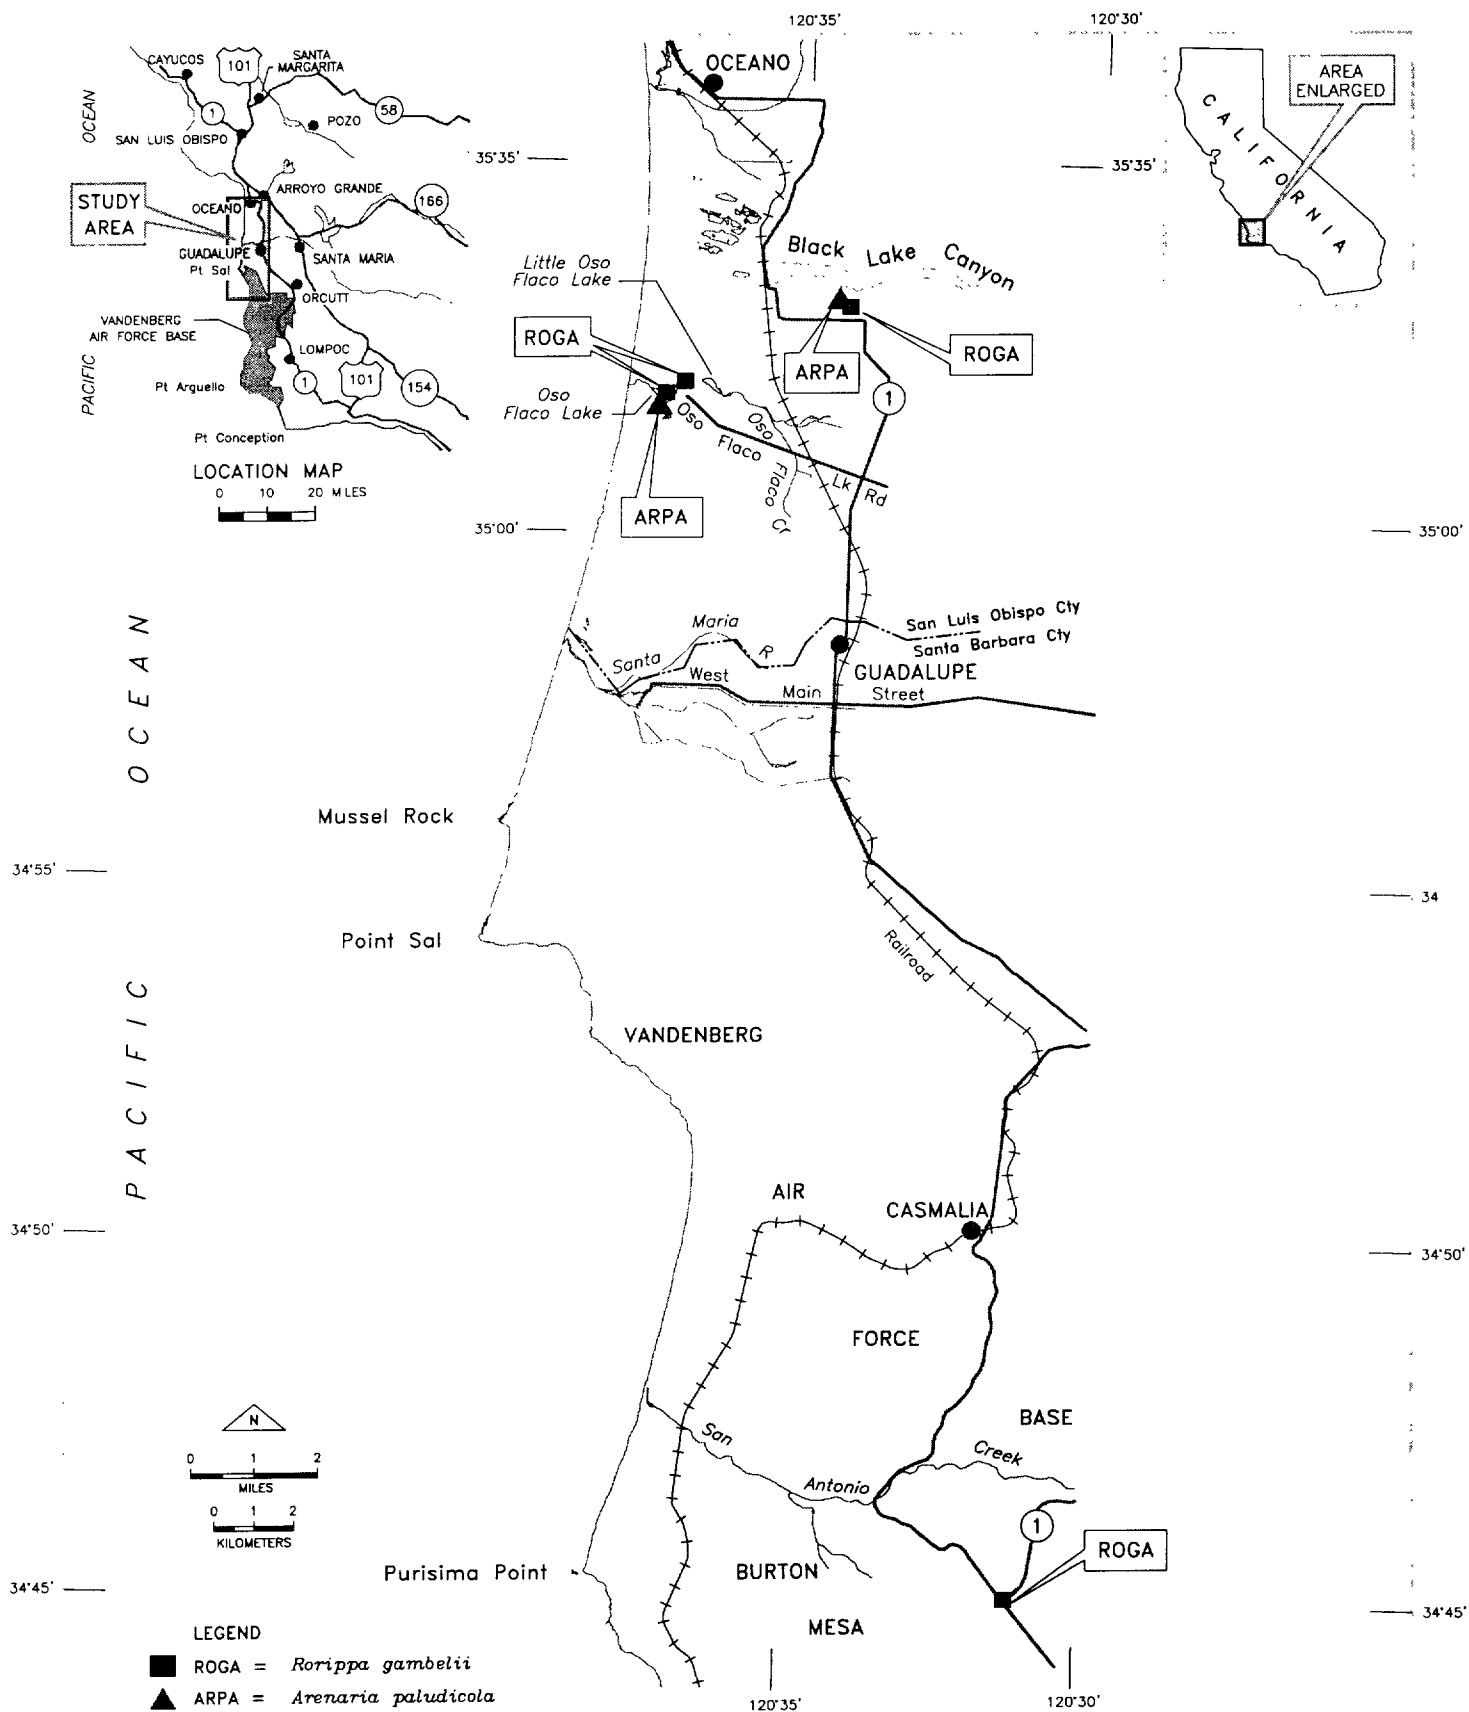 120°35'
120°30'
CAYUCOS
101
SANTA
MARGARITA
OCEAN
1
58
POZO
SAN LUIS OBISPO
STUDY
AREA
ARROYO GRANDE
OCEANO
166
GUADALUPE
Pt Sal
SANTA MARIA
ORCUTT
VANDENBERG
AIR FORCE BASE
LOMPOC
PACIFIC
Pt Arguello
1
101
154
Pt Conception
LOCATION MAP
0 10 20 MILES
OCEANO
AREA
ENLARGED
CALIFORNIA
35°35'
35°35'
Black Lake Canyon
Little Oso
Flaco Lake
ROGA
ARPA
ROGA
Oso
Flaco Lake
1
Oso Flaco Lk Rd
Oso Flaco Cr
ARPA
35°00'
35°00'
San Luis Obispo Cty
Santa Barbara Cty
Santa Maria R
GUADALUPE
West Main Street
PACIFIC OCEAN
Mussel Rock
34°55'
34
Point Sal
Railroad
VANDENBERG
AIR
CASMALIA
34°50'
34°50'
FORCE
BASE
N
0 1 2
MILES
0 1 2
KILOMETERS
San Antonio Creek
1
ROGA
Purisima Point
BURTON
MESA
34°45'
34°45'
LEGEND
ROGA = Rorippa gambelii
ARPA = Arenaria paludicola
120°35'
120°30'